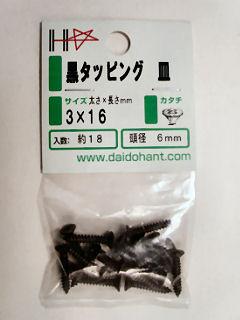 黒タッピング 皿
サイズ 太さ×長さmm
カタチ
3×16
入数: 約18
頭径 6mm
www.daidohant.com